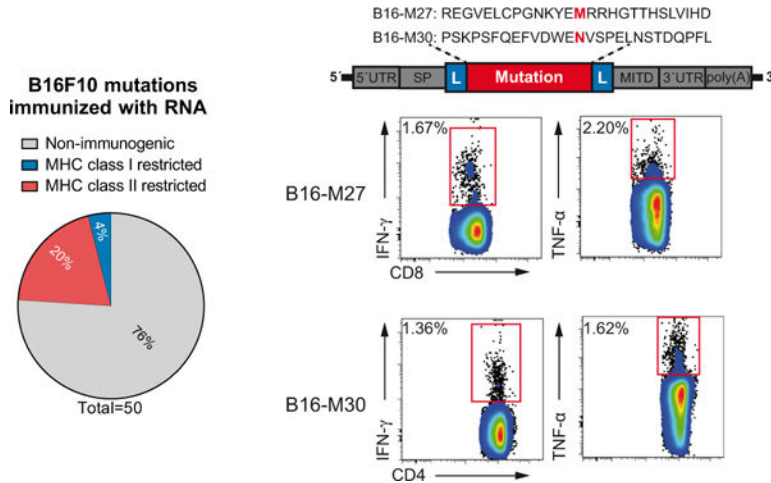 B16-M27: REGVELCPGNKYEMRRHGTTHSLVIHD
B16-M30: PSKPSFQEFVDWENVSPELNSTDQPFL
5´ 5´UTR SP L Mutation L MITD 3´UTR poly(A) 3´
B16F10 mutations
immunized with RNA
Non-immunogenic
MHC class I restricted
MHC class II restricted
4%
20%
76%
Total=50
B16-M27
1.67%
IFN-γ
CD8
2.20%
TNF-α
B16-M30
1.36%
IFN-γ
CD4
1.62%
TNF-α